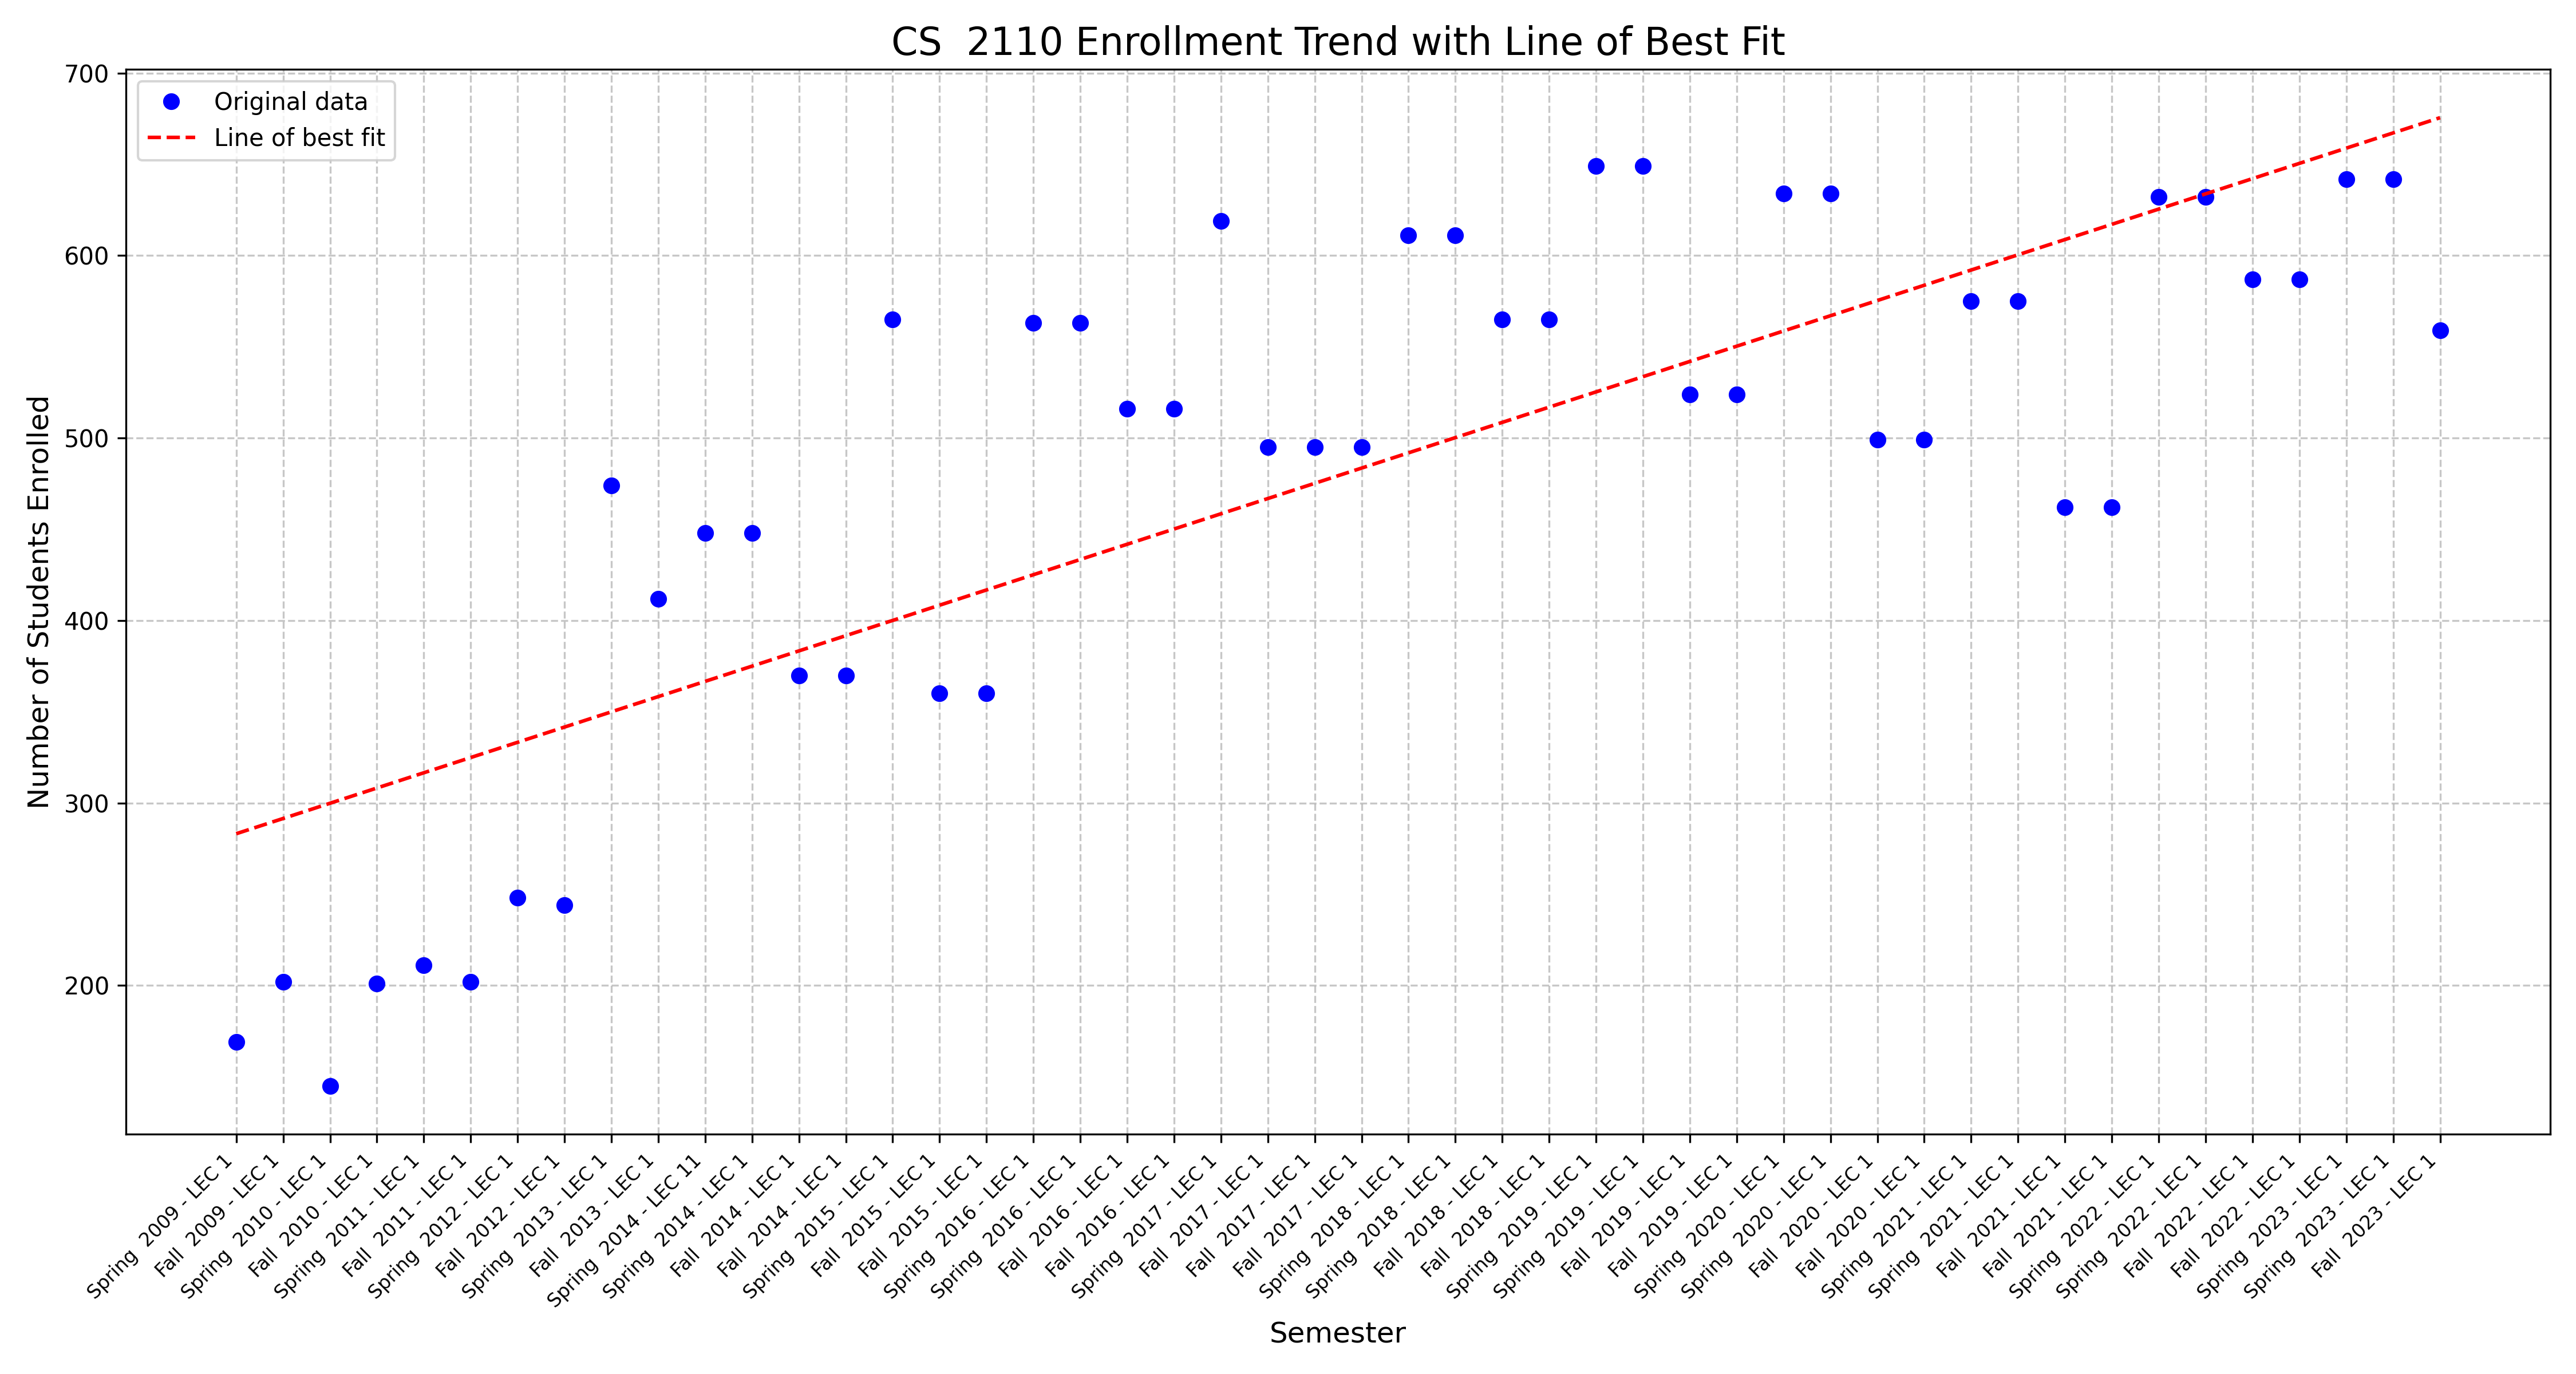 CS  2110 Enrollment Trend with Line of Best Fit
Original data
Line of best fit
Number of Students Enrolled
700
600
500
400
300
200
Spring  2009 - LEC 1
Fall  2009 - LEC 1
Spring  2010 - LEC 1
Fall  2010 - LEC 1
Spring  2011 - LEC 1
Fall  2011 - LEC 1
Spring  2012 - LEC 1
Fall  2012 - LEC 1
Spring  2013 - LEC 1
Fall  2013 - LEC 1
Spring  2014 - LEC 11
Spring  2014 - LEC 1
Fall  2014 - LEC 1
Fall  2014 - LEC 1
Spring  2015 - LEC 1
Fall  2015 - LEC 1
Fall  2015 - LEC 1
Spring  2016 - LEC 1
Spring  2016 - LEC 1
Fall  2016 - LEC 1
Fall  2016 - LEC 1
Spring  2017 - LEC 1
Fall  2017 - LEC 1
Fall  2017 - LEC 1
Fall  2017 - LEC 1
Spring  2018 - LEC 1
Spring  2018 - LEC 1
Fall  2018 - LEC 1
Fall  2018 - LEC 1
Spring  2019 - LEC 1
Spring  2019 - LEC 1
Fall  2019 - LEC 1
Fall  2019 - LEC 1
Spring  2020 - LEC 1
Spring  2020 - LEC 1
Fall  2020 - LEC 1
Fall  2020 - LEC 1
Spring  2021 - LEC 1
Spring  2021 - LEC 1
Fall  2021 - LEC 1
Fall  2021 - LEC 1
Spring  2022 - LEC 1
Spring  2022 - LEC 1
Fall  2022 - LEC 1
Fall  2022 - LEC 1
Spring  2023 - LEC 1
Spring  2023 - LEC 1
Fall  2023 - LEC 1
Semester